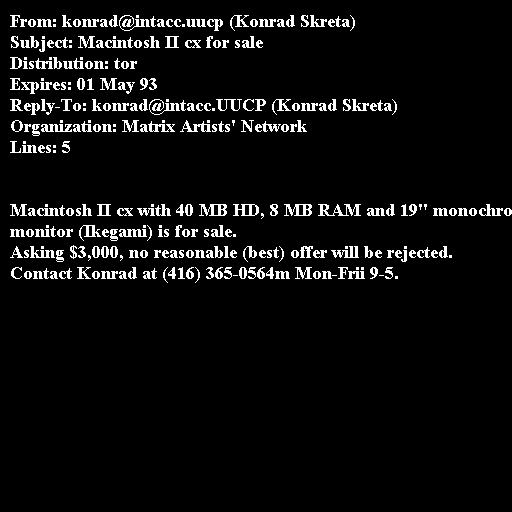 From: konrad@intacc.uucp (Konrad Skreta)
Subject: Macintosh II cx for sale
Distribution: tor
Expires: 01 May 93
Reply-To: konrad@intacc.UUCP (Konrad Skreta)
Organization: Matrix Artists' Network
Lines: 5
Macintosh II cx with 40 MB HD, 8 MB RAM and 19" monochro
monitor (Ikegami) is for sale.
Asking $3,000, no reasonable (best) offer will be rejected.
Contact Konrad at (416) 365-0564m Mon-Frii 9-5.